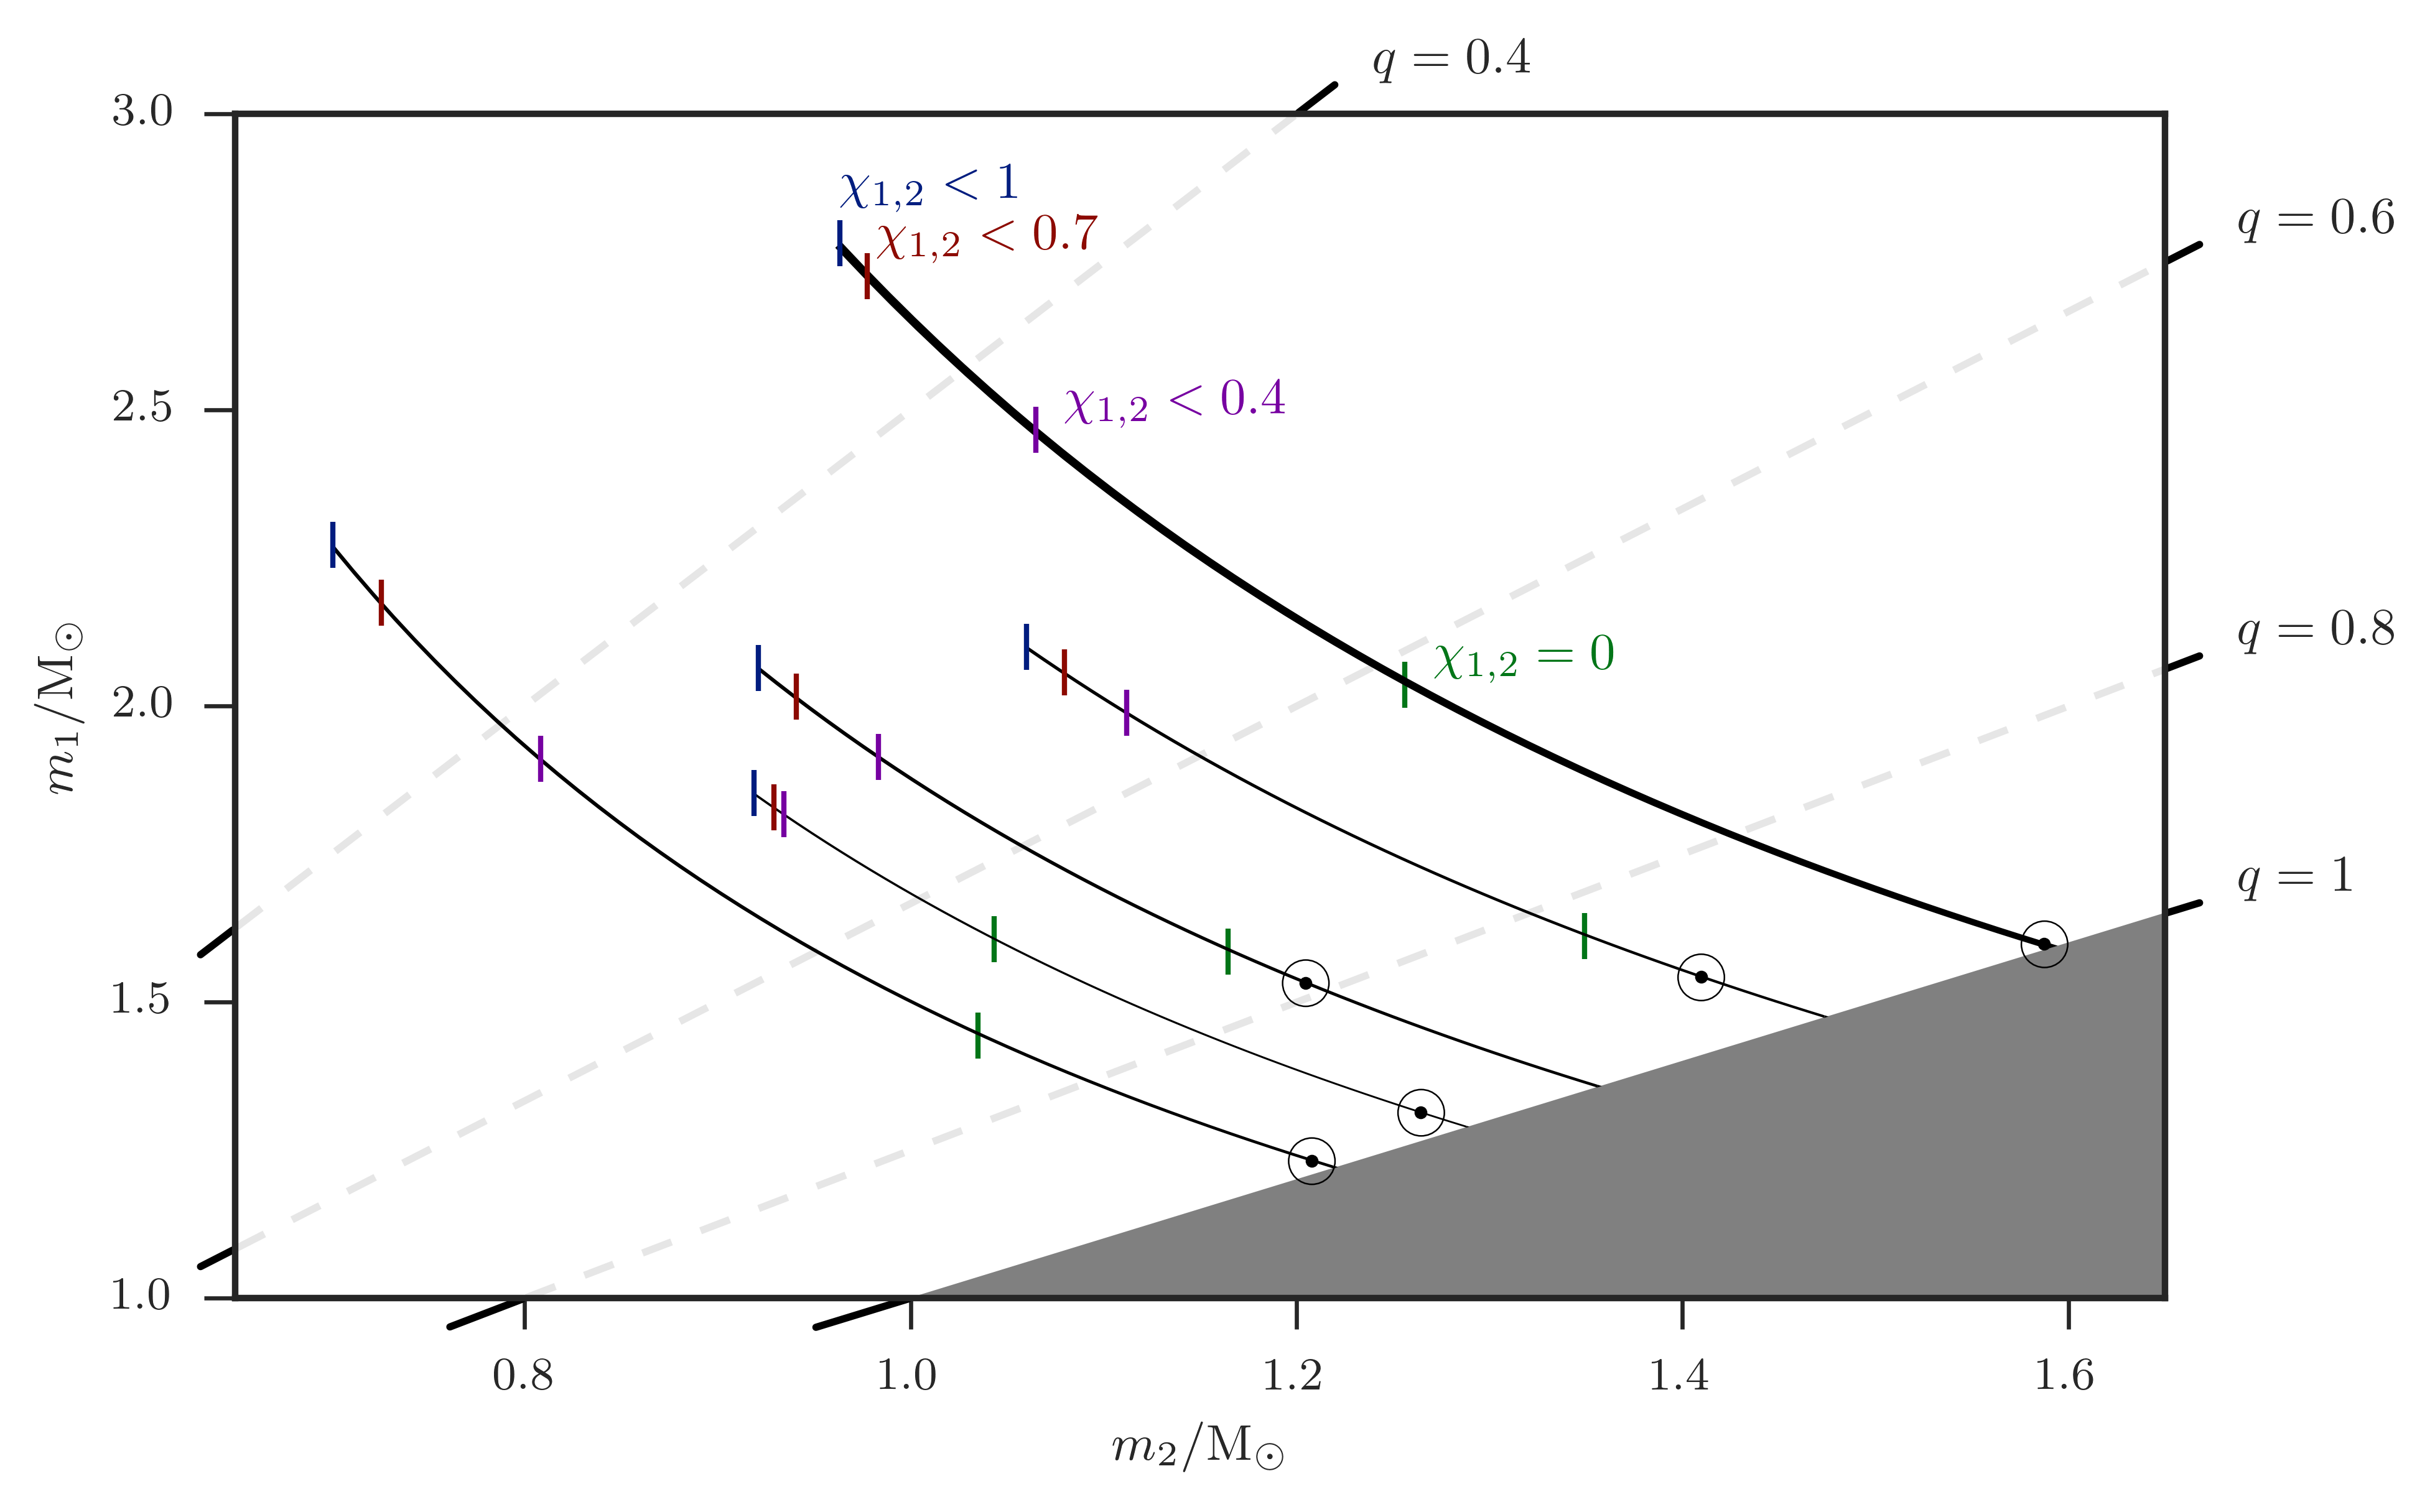 q = 0.4
3.0
χ1,2 < 1
q = 0.6
χ1,2 < 0.7
2.5
χ1,2 < 0.4
q = 0.8
χ1,2 = 0
m1/M⊙
2.0
q = 1
1.5
1.0
0.8 1.0 1.2 1.4 1.6
m2/M⊙